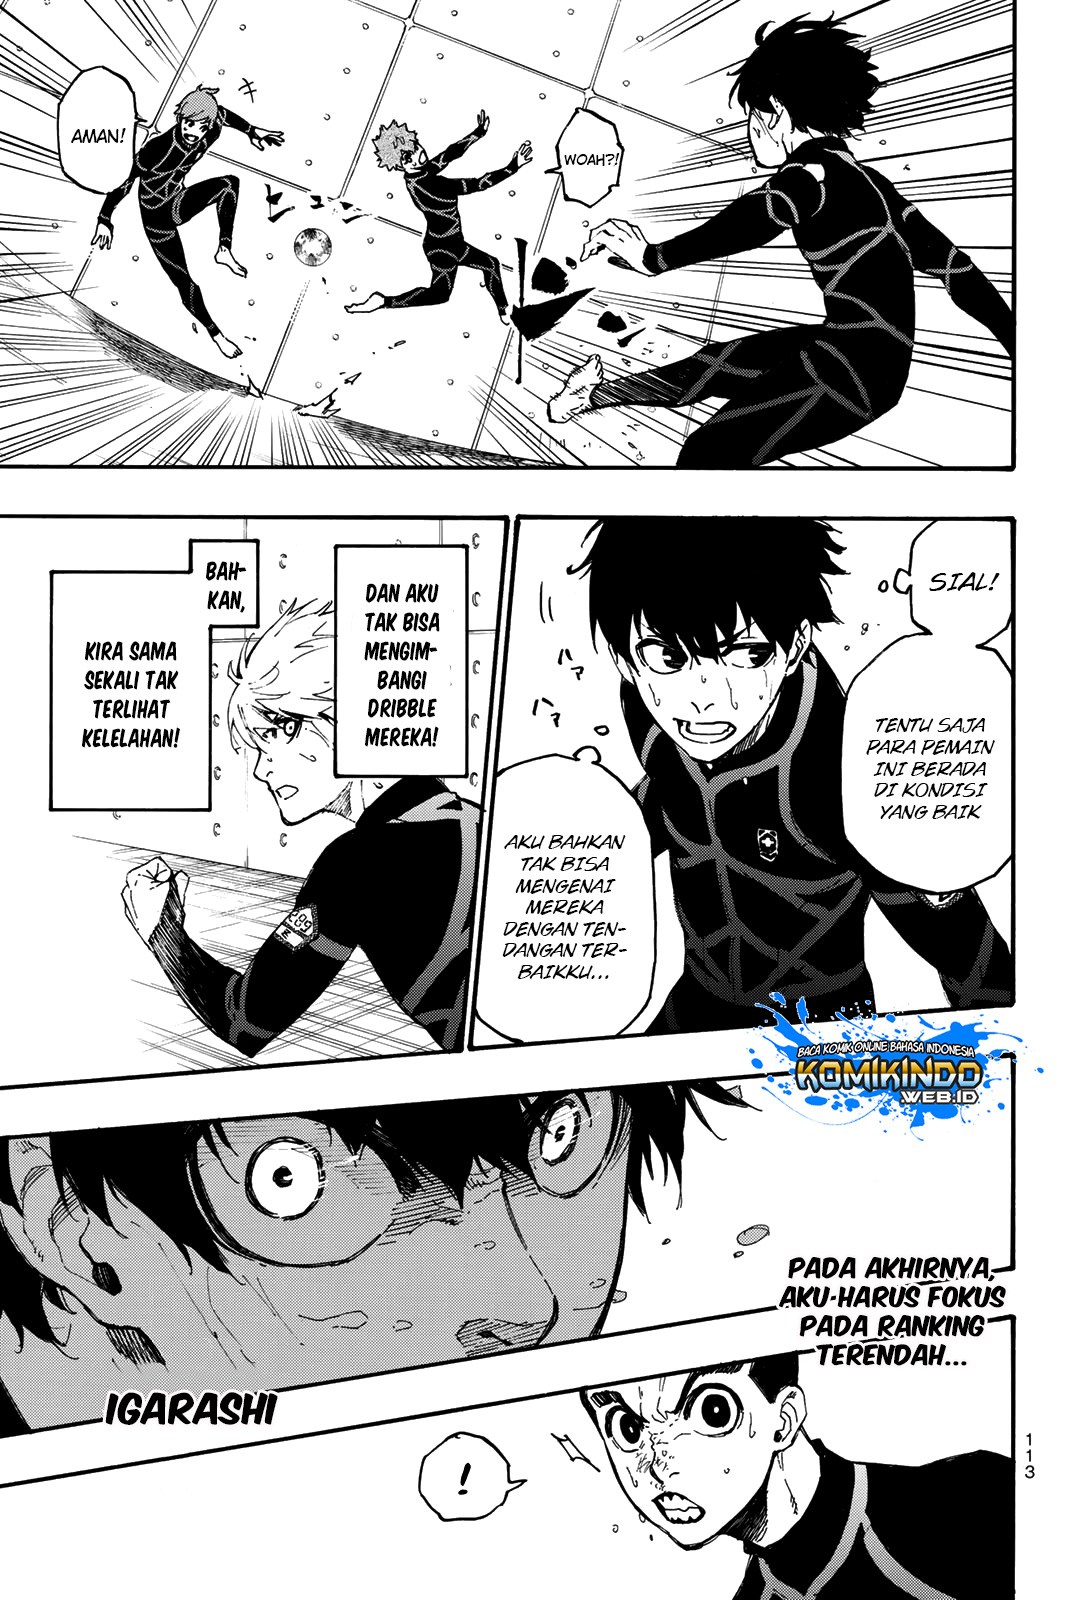 WOAH?!
AMAN!
SIAL!
TENTU SAJA
PARA PEMAIN
INI BERADA
DI KONDISI
YANG BAIK
AKU BAHKAN
TAK BISA
MENGENAI
MEREKA
DENGAN TEN-
DANGAN TER-
BAIKKU...
DAN AKU
TAK BISA
MENGIM-
BANGI
DRIBBLE
MEREKA!
BAH-
KAN,
KIRA SAMA
SEKALI TAK
TERLIHAT
KELELAHAN!
289
E
BACA KOMIK ONLINE BAHASA INDONESIA
KOMIKINDO
WEB.ID
PADA AKHIRNYA,
AKU HARUS FOKUS
PADA RANKING
TERENDAH...
IGARASHI
!
113